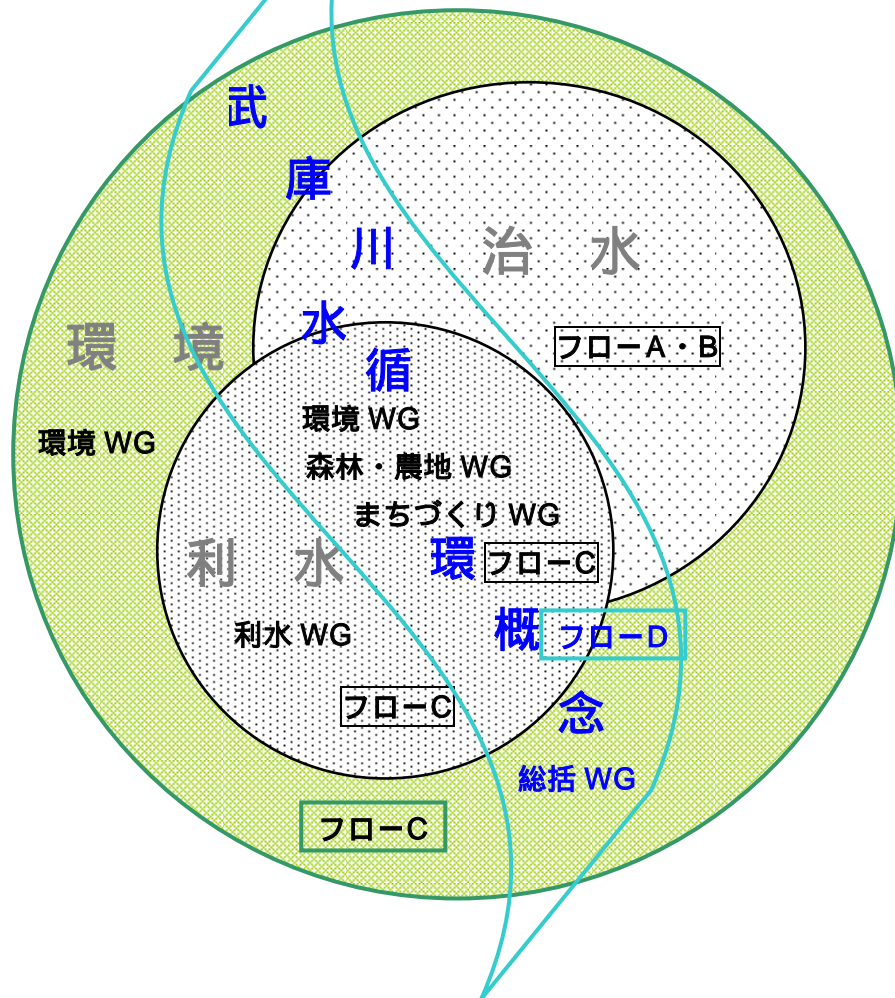 武庫川水循環概念
治水
フローA・B
環境
環境 WG
環境 WG
森林・農地 WG
まちづくり WG
フローC
利水
利水 WG
フローD
フローC
総括 WG
フローC